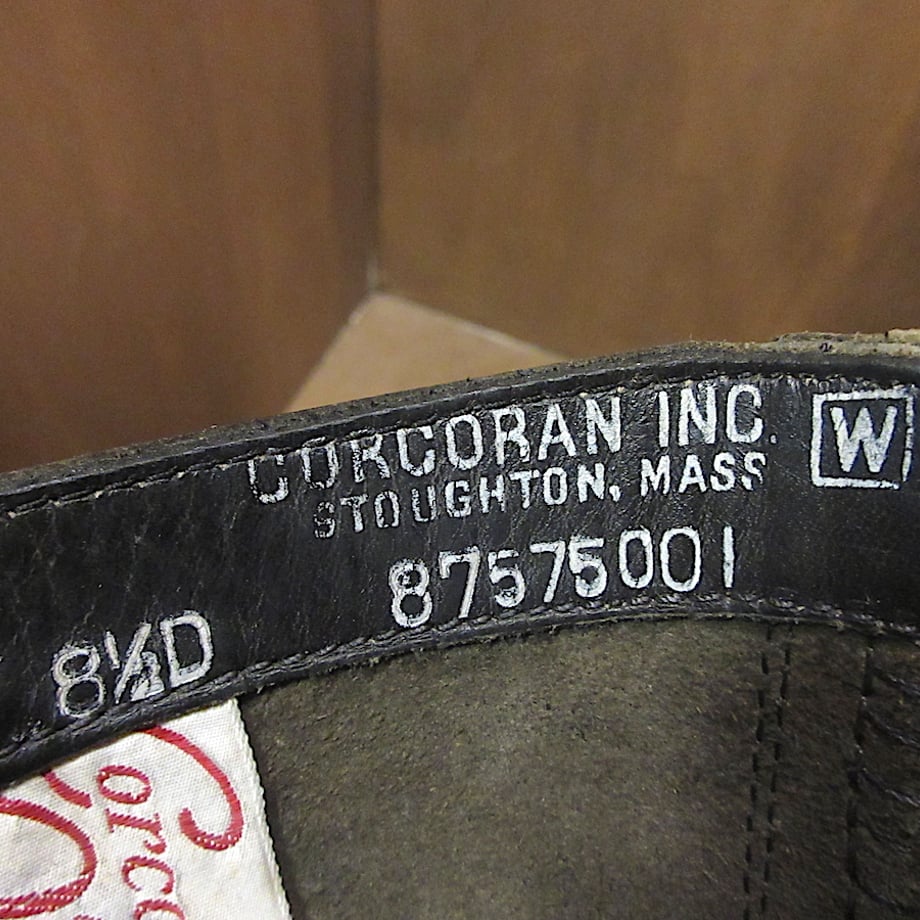 CORCORAN INC.
STOUGHTON, MASS
W
87575001
8½D